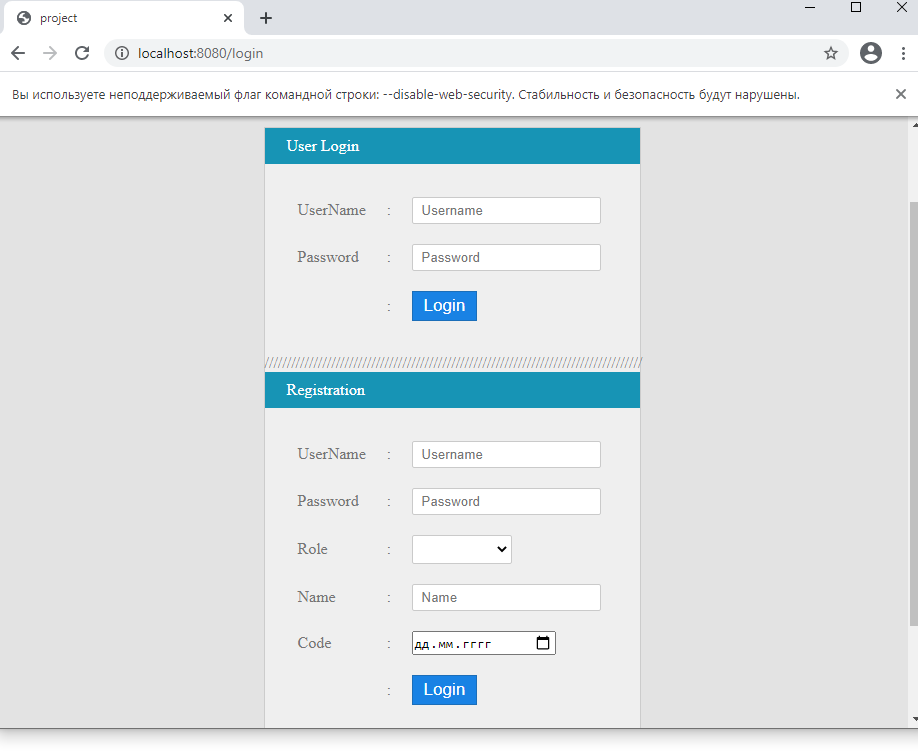 project
localhost:8080/login
Вы используете неподдерживаемый флаг командной строки: --disable-web-security. Стабильность и безопасность будут нарушены.
User Login
UserName : Username
Password : Password
: Login
////////////////////////////////////////////////////////////////////////////////////
Registration
UserName : Username
Password : Password
Role :
Name : Name
Code : дд.мм.гггг
: Login